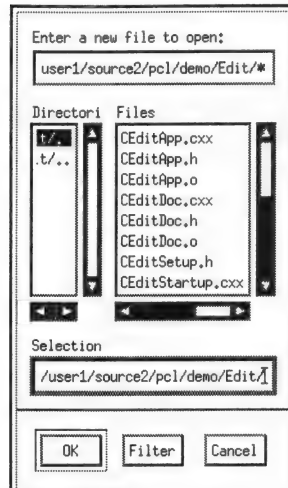 Enter a new file to open:
user1/source2/pcl/demo/Edit/*
Directori Files
t/.
.t/..
CEditApp.cxx
CEditApp.h
CEditApp.o
CEditDoc.cxx
CEditDoc.h
CEditDoc.o
CEditSetup.h
CEditStartup.cxx
Selection
/user1/source2/pcl/demo/Edit/
OK Filter Cancel